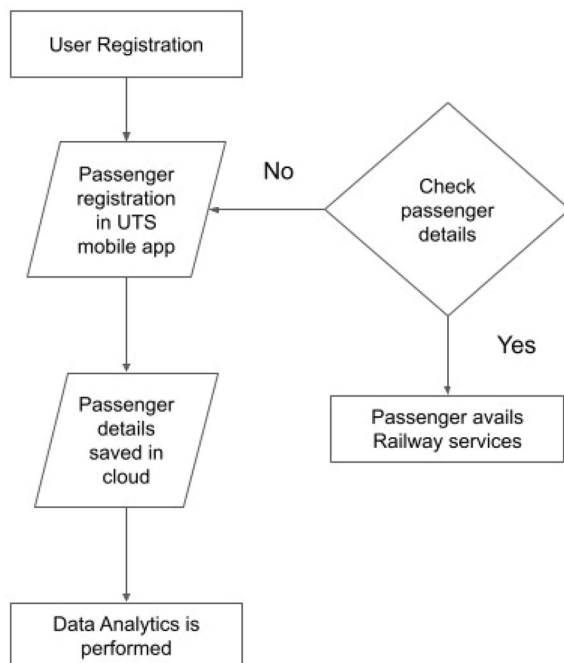 User Registration
Passenger
registration
in UTS
mobile app
No
Check
passenger
details
Yes
Passenger
details
saved in
cloud
Passenger avails
Railway services
Data Analytics is
performed